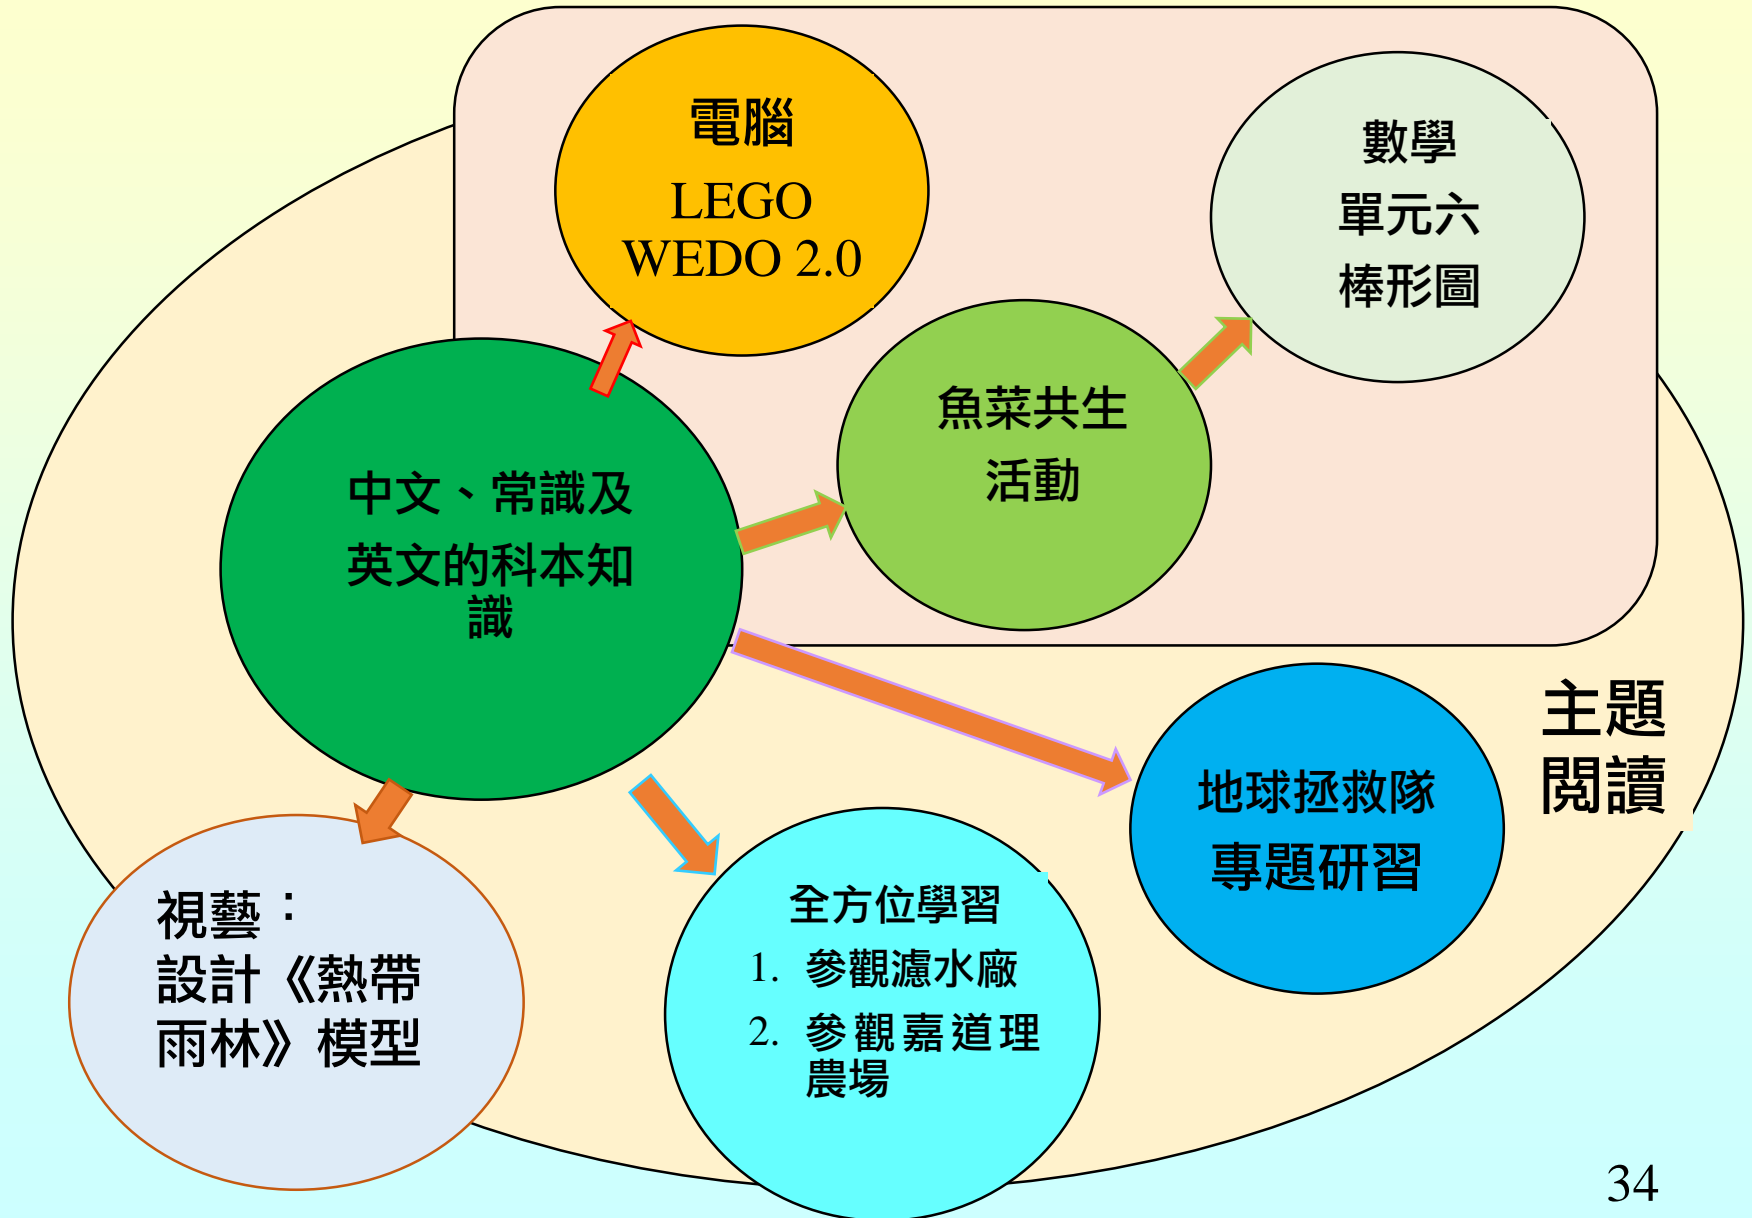 電腦
LEGO
WEDO 2.0
數學
單元六
棒形圖
魚菜共生
活動
中文、常識及
英文的科本知
識
主題
閲讀
地球拯救隊
專題研習
視藝：
設計《熱帶
雨林》模型
全方位學習
1. 參觀濾水廠
2. 參觀嘉道理
農場
34